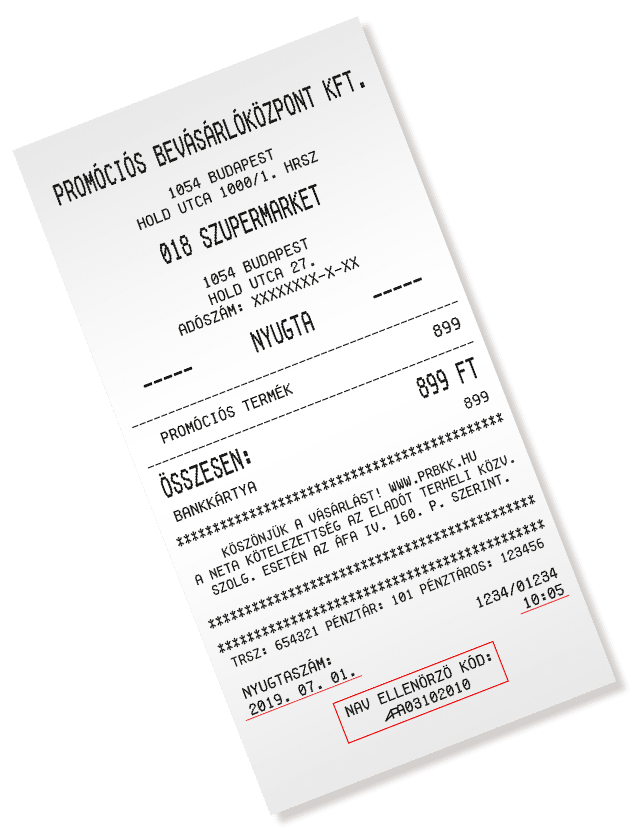 PROMÓCIÓS BEVÁSÁRLÓKÖZPONT KFT.
1054 BUDAPEST
HOLD UTCA 1000/1. HRSZ
018 SZUPERMARKET
1054 BUDAPEST
HOLD UTCA 27.
ADÓSZÁM: XXXXXXXX-X-XX
----- NYUGTA -----
PROMÓCIÓS TERMÉK 899
ÖSSZESEN: 899 FT
BANKKÁRTYA 899
KÖSZÖNJÜK A VÁSÁRLÁST! WWW.PRBKK.HU
A NETA KÖTELEZETTSÉG AZ ELADÓT TERHELI KÖZV.
SZOLG. ESETÉN AZ ÁFA IV. 160. P. SZERINT.
TRSZ: 654321 PÉNZTÁR: 101 PÉNZTÁROS: 123456
NYUGTASZÁM: 1234/01234
2019. 07. 01. 10:05
NAV ELLENŐRZŐ KÓD:
A03102010